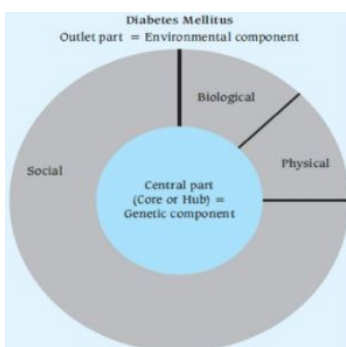 Diabetes Mellitus
Outlet part = Environmental component
Biological
Social
Physical
Central part
(Core or Hub) =
Genetic component